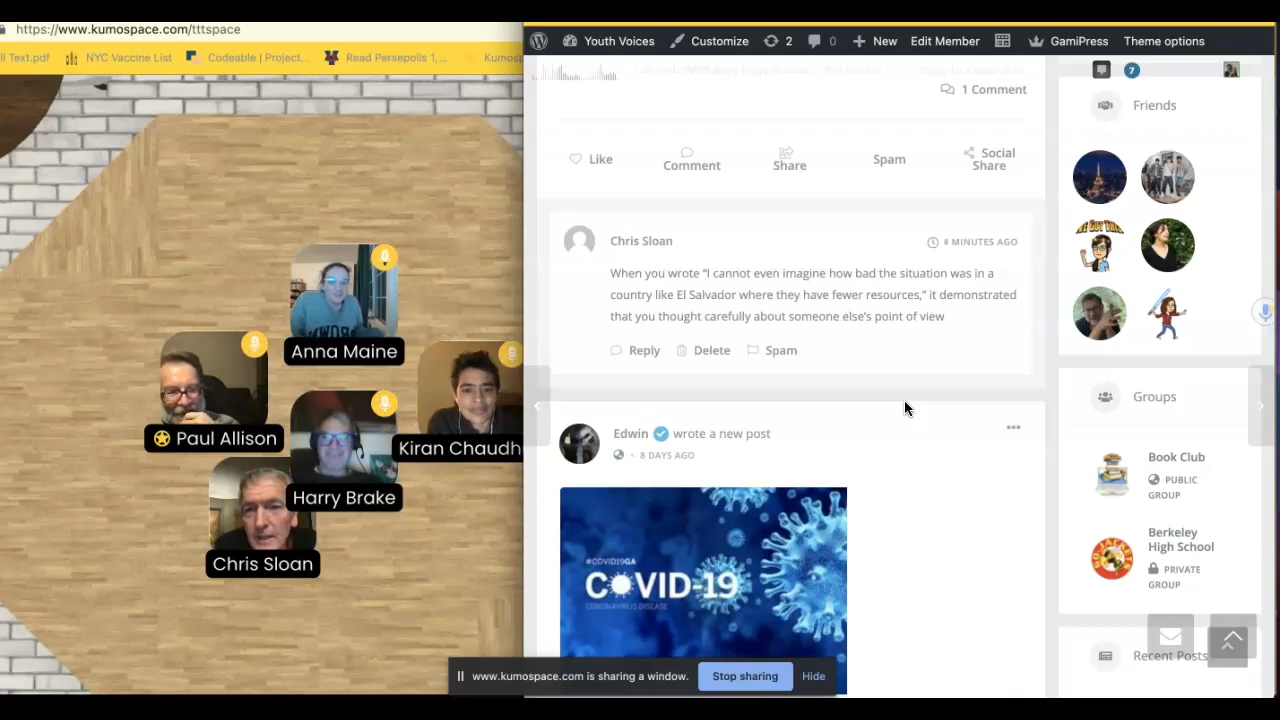 https://www.kumospace.com/tttspace
ll Text.pdf
NYC Vaccine List
Codeable | Project...
Read Persepolis 1,...
Kumosp
Anna Maine
Paul Allison
Kiran Chaudh
Harry Brake
Chris Sloan
Youth Voices
Customize
2
0
New
Edit Member
GamiPress
Theme options
7
1 Comment
Like
Comment
Share
Spam
Social
Share
Chris Sloan
4 MINUTES AGO
When you wrote “I cannot even imagine how bad the situation was in a
country like El Salvador where they have fewer resources,” it demonstrated
that you thought carefully about someone else’s point of view
Reply
Delete
Spam
Edwin wrote a new post
8 DAYS AGO
#COVID19GA
COVID-19
CORONAVIRUS DISEASE
Friends
Groups
Book Club
PUBLIC
GROUP
Berkeley
High School
PRIVATE
GROUP
Recent Posts
www.kumospace.com is sharing a window.
Stop sharing
Hide